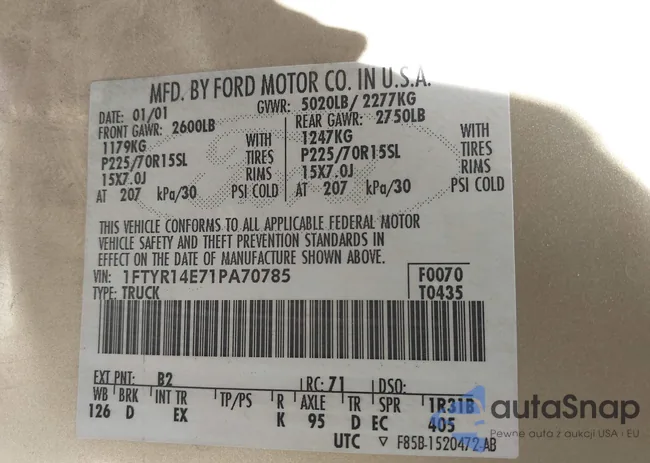 MFD. BY FORD MOTOR CO. IN U.S.A.
DATE: 01/01 GVWR: 5020LB/ 2277KG
FRONT GAWR: 2600LB REAR GAWR: 2750LB
1179KG WITH 1247KG WITH
P225/70R15SL TIRES P225/70R15SL TIRES
15X7.0J RIMS 15X7.0J RIMS
AT 207 kPa/30 PSI COLD AT 207 kPa/30 PSI COLD
THIS VEHICLE CONFORMS TO ALL APPLICABLE FEDERAL MOTOR
VEHICLE SAFETY AND THEFT PREVENTION STANDARDS IN
EFFECT ON THE DATE OF MANUFACTURE SHOWN ABOVE.
VIN: 1FTYR14E71PA70785 F0070
TYPE: TRUCK T0435
EXT PNT: B2 RC: 71 DSO:
WB BRK INT TR TP/PS R AXLE TR SPR 1R31B
126 D EX K 95 D EC 405
UTC ▽ F85B-1520472-AB
autaSnap
Pewne auta z aukcji USA i EU